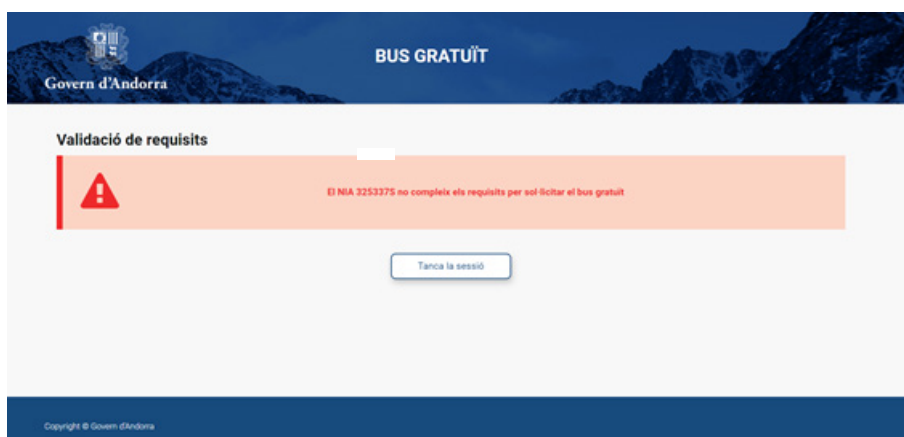 BUS GRATUÏT
Govern d'Andorra
Validació de requisits
El NIA 325337S no compleix els requisits per sol·licitar el bus gratuït
Tanca la sessió
Copyright © Govern d'Andorra